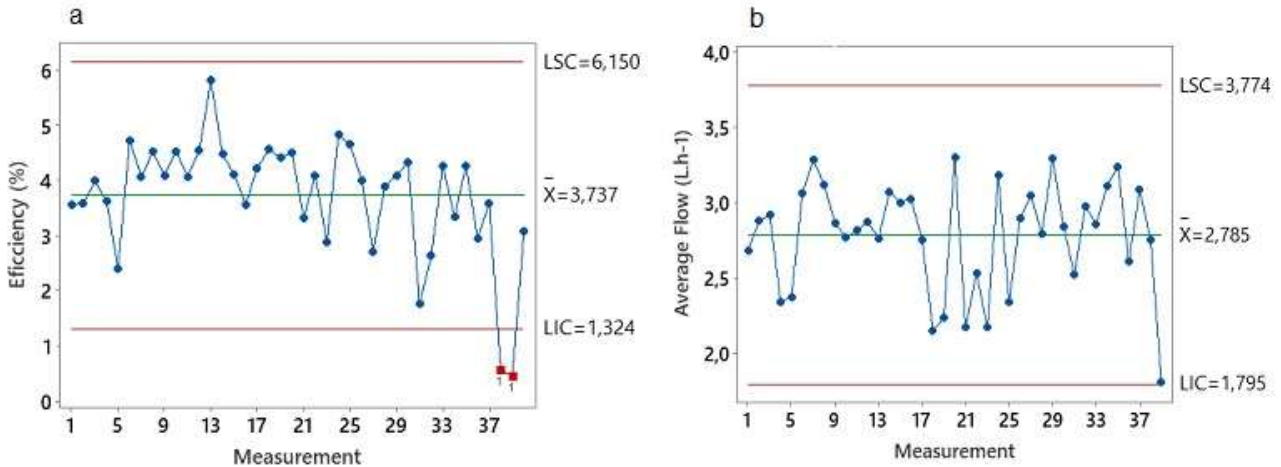 a
6
5
4
3
2
1
0
1 5 9 13 17 21 25 29 33 37
Eficciency (%)
Measurement
LSC=6,150
X̄=3,737
LIC=1,324
1
1
b
4,0
3,5
3,0
2,5
2,0
1 5 9 13 17 21 25 29 33 37
Average Flow (L.h-1)
Measurement
LSC=3,774
X̄=2,785
LIC=1,795